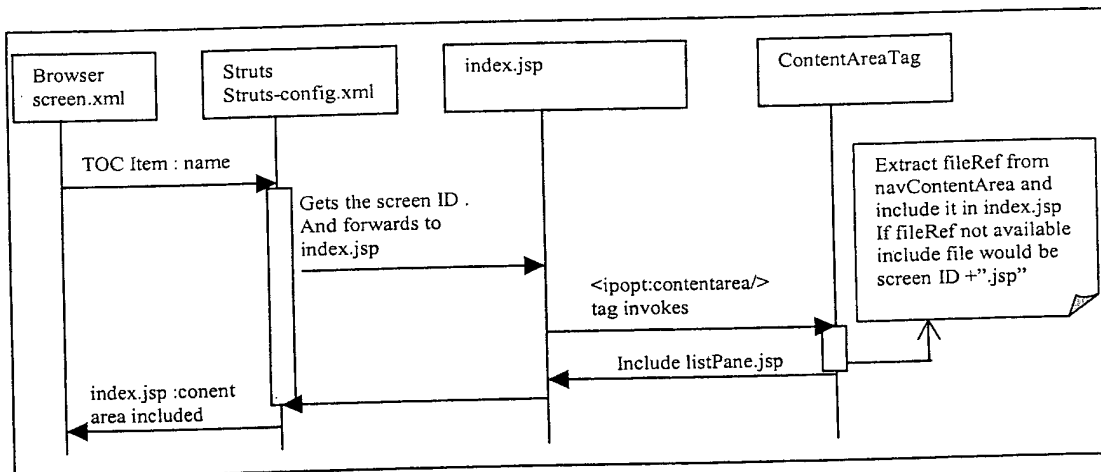 Browser
screen.xml
Struts
Struts-config.xml
index.jsp
ContentAreaTag
TOC Item : name
Gets the screen ID .
And forwards to
index.jsp
<ipopt:contentarea/>
tag invokes
Extract fileRef from
navContentArea and
include it in index.jsp
If fileRef not available
include file would be
screen ID +”.jsp”
Include listPane.jsp
index.jsp :conent
area included